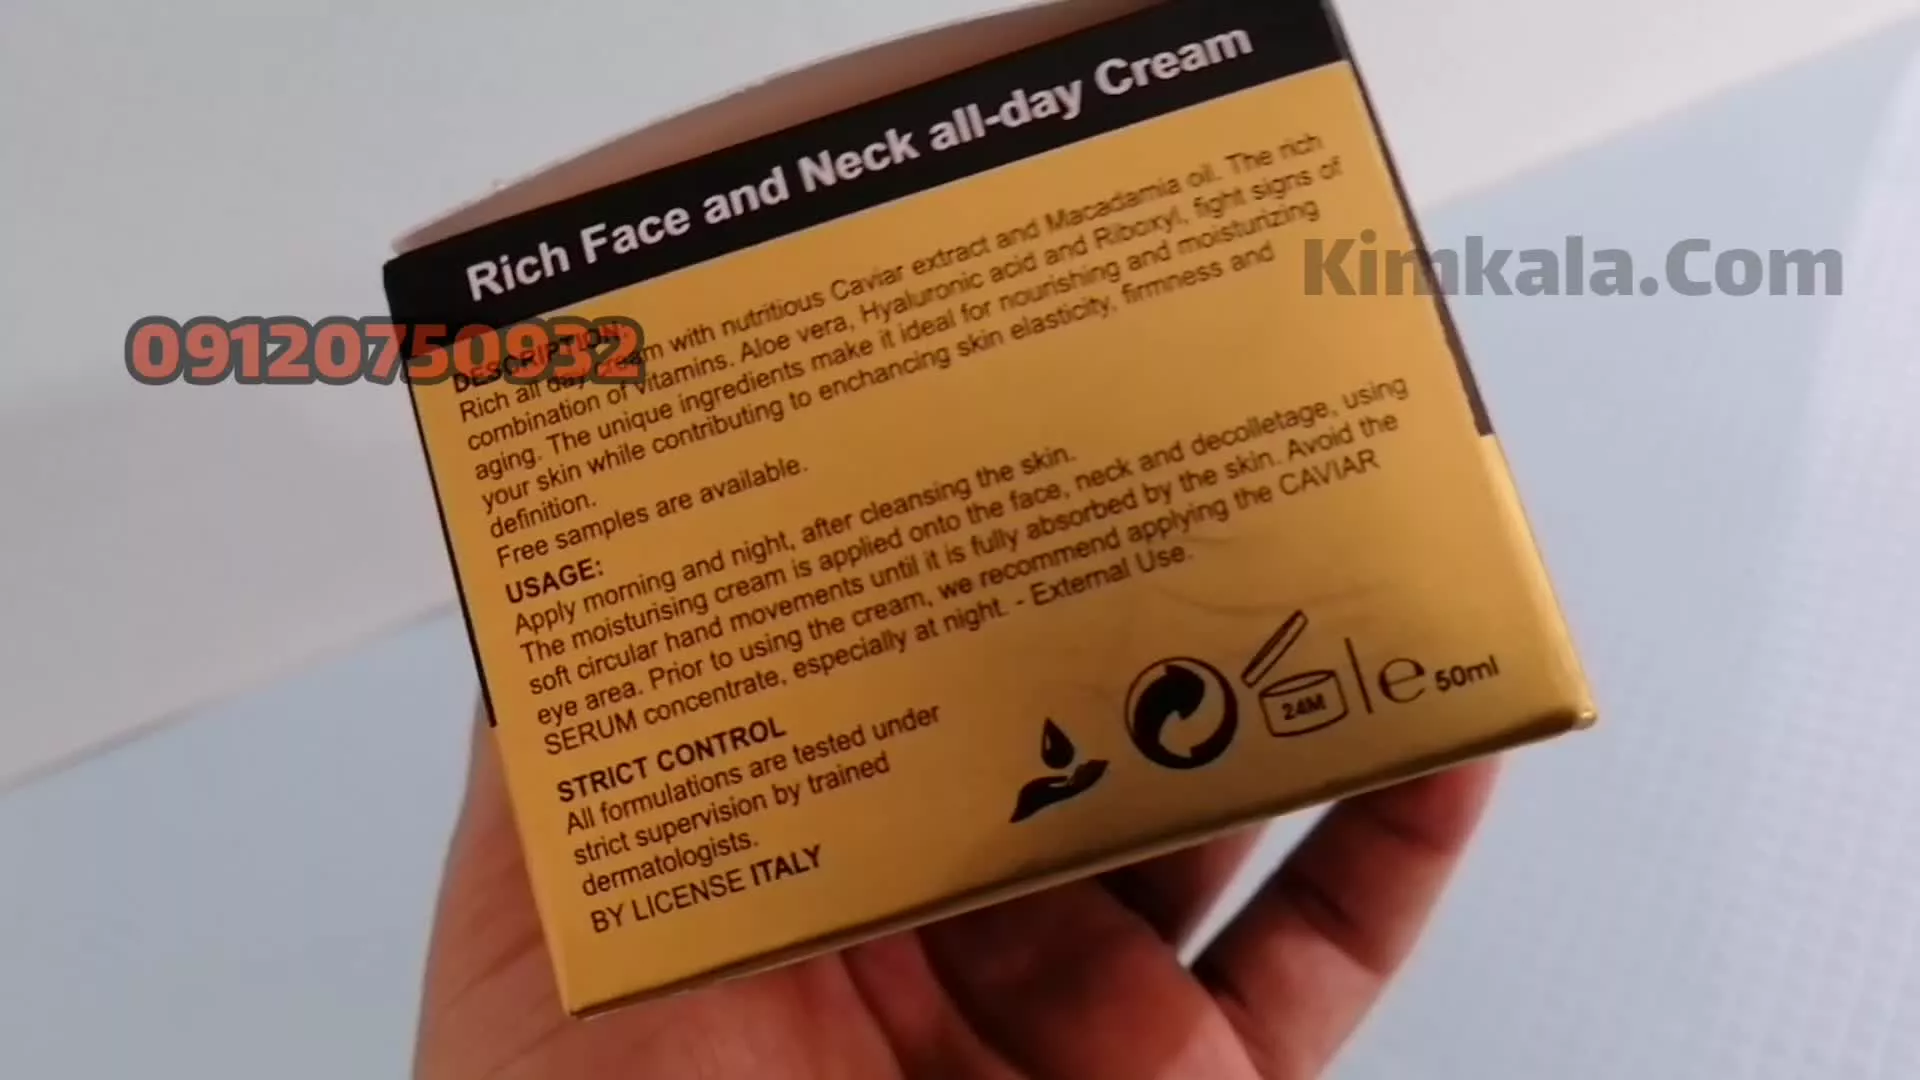 Rich Face and Neck all-day Cream
Kimkala.Com
09120750932
DESCRIPTION:
Rich all day cream with nutritious Caviar extract and Macadamia oil. The rich
combination of Vitamins. Aloe vera, Hyaluronic acid and Riboxyl, fight signs of
aging. The unique ingredients make it ideal for nourishing and moisturizing
your skin while contributing to enchancing skin elasticity, firmness and
definition.
Free samples are available.
USAGE:
Apply morning and night, after cleansing the skin.
The moisturising cream is applied onto the face, neck and decolletage, using
soft circular hand movements until it is fully absorbed by the skin. Avoid the
eye area. Prior to using the cream, we recommend applying the CAVIAR
SERUM concentrate, especially at night. - External Use.
STRICT CONTROL
All formulations are tested under
strict supervision by trained
dermatologists.
BY LICENSE ITALY
24M
e 50ml